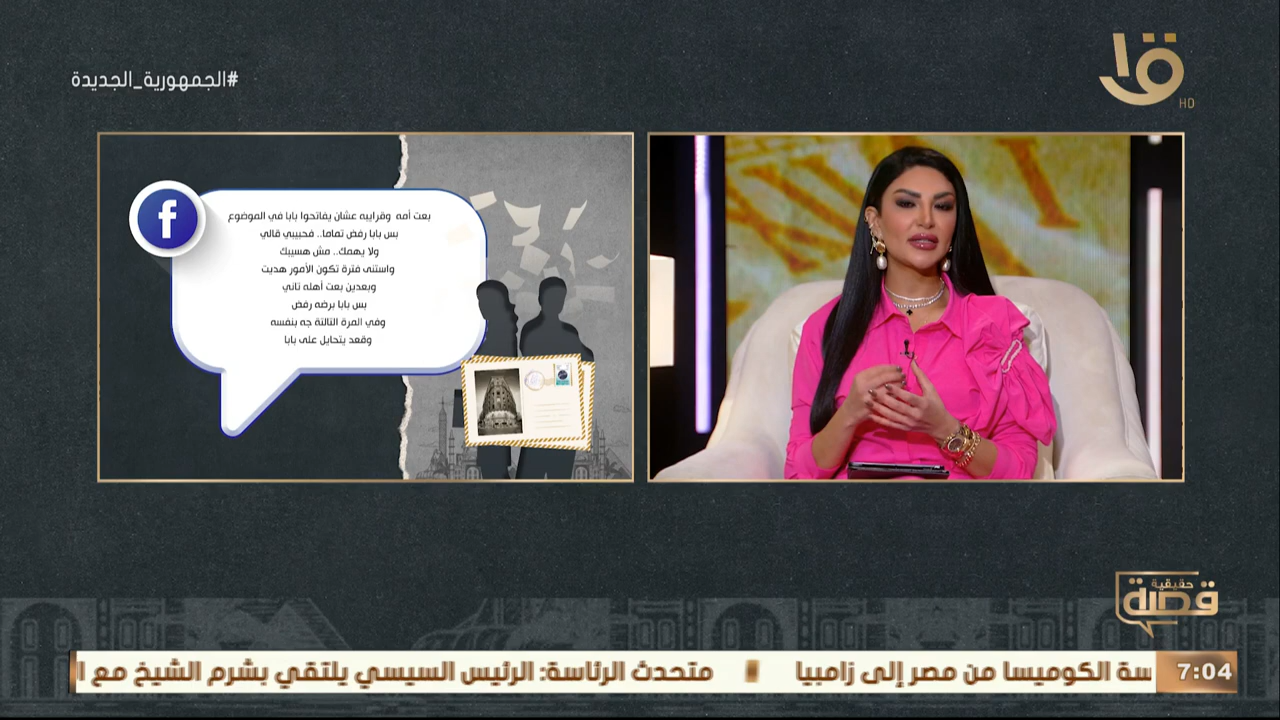 #الجمهورية_الجديدة
HD
بعت أمه وقرايبه عشان يفاتحوا بابا في الموضوع
بس بابا رفض تماما.. فحبيبي قالي
ولا يهمك.. مش هسيبك
واستنى فترة تكون الأمور هديت
وبعدين بعت أهله تاني
بس بابا برضه رفض
وفي المرة التالتة جه بنفسه
وقعد يتحايل على بابا
قصة
حقيقية
7:04
سة الكوميسا من مصر إلى زامبيا
متحدث الرئاسة: الرئيس السيسي يلتقي بشرم الشيخ مع